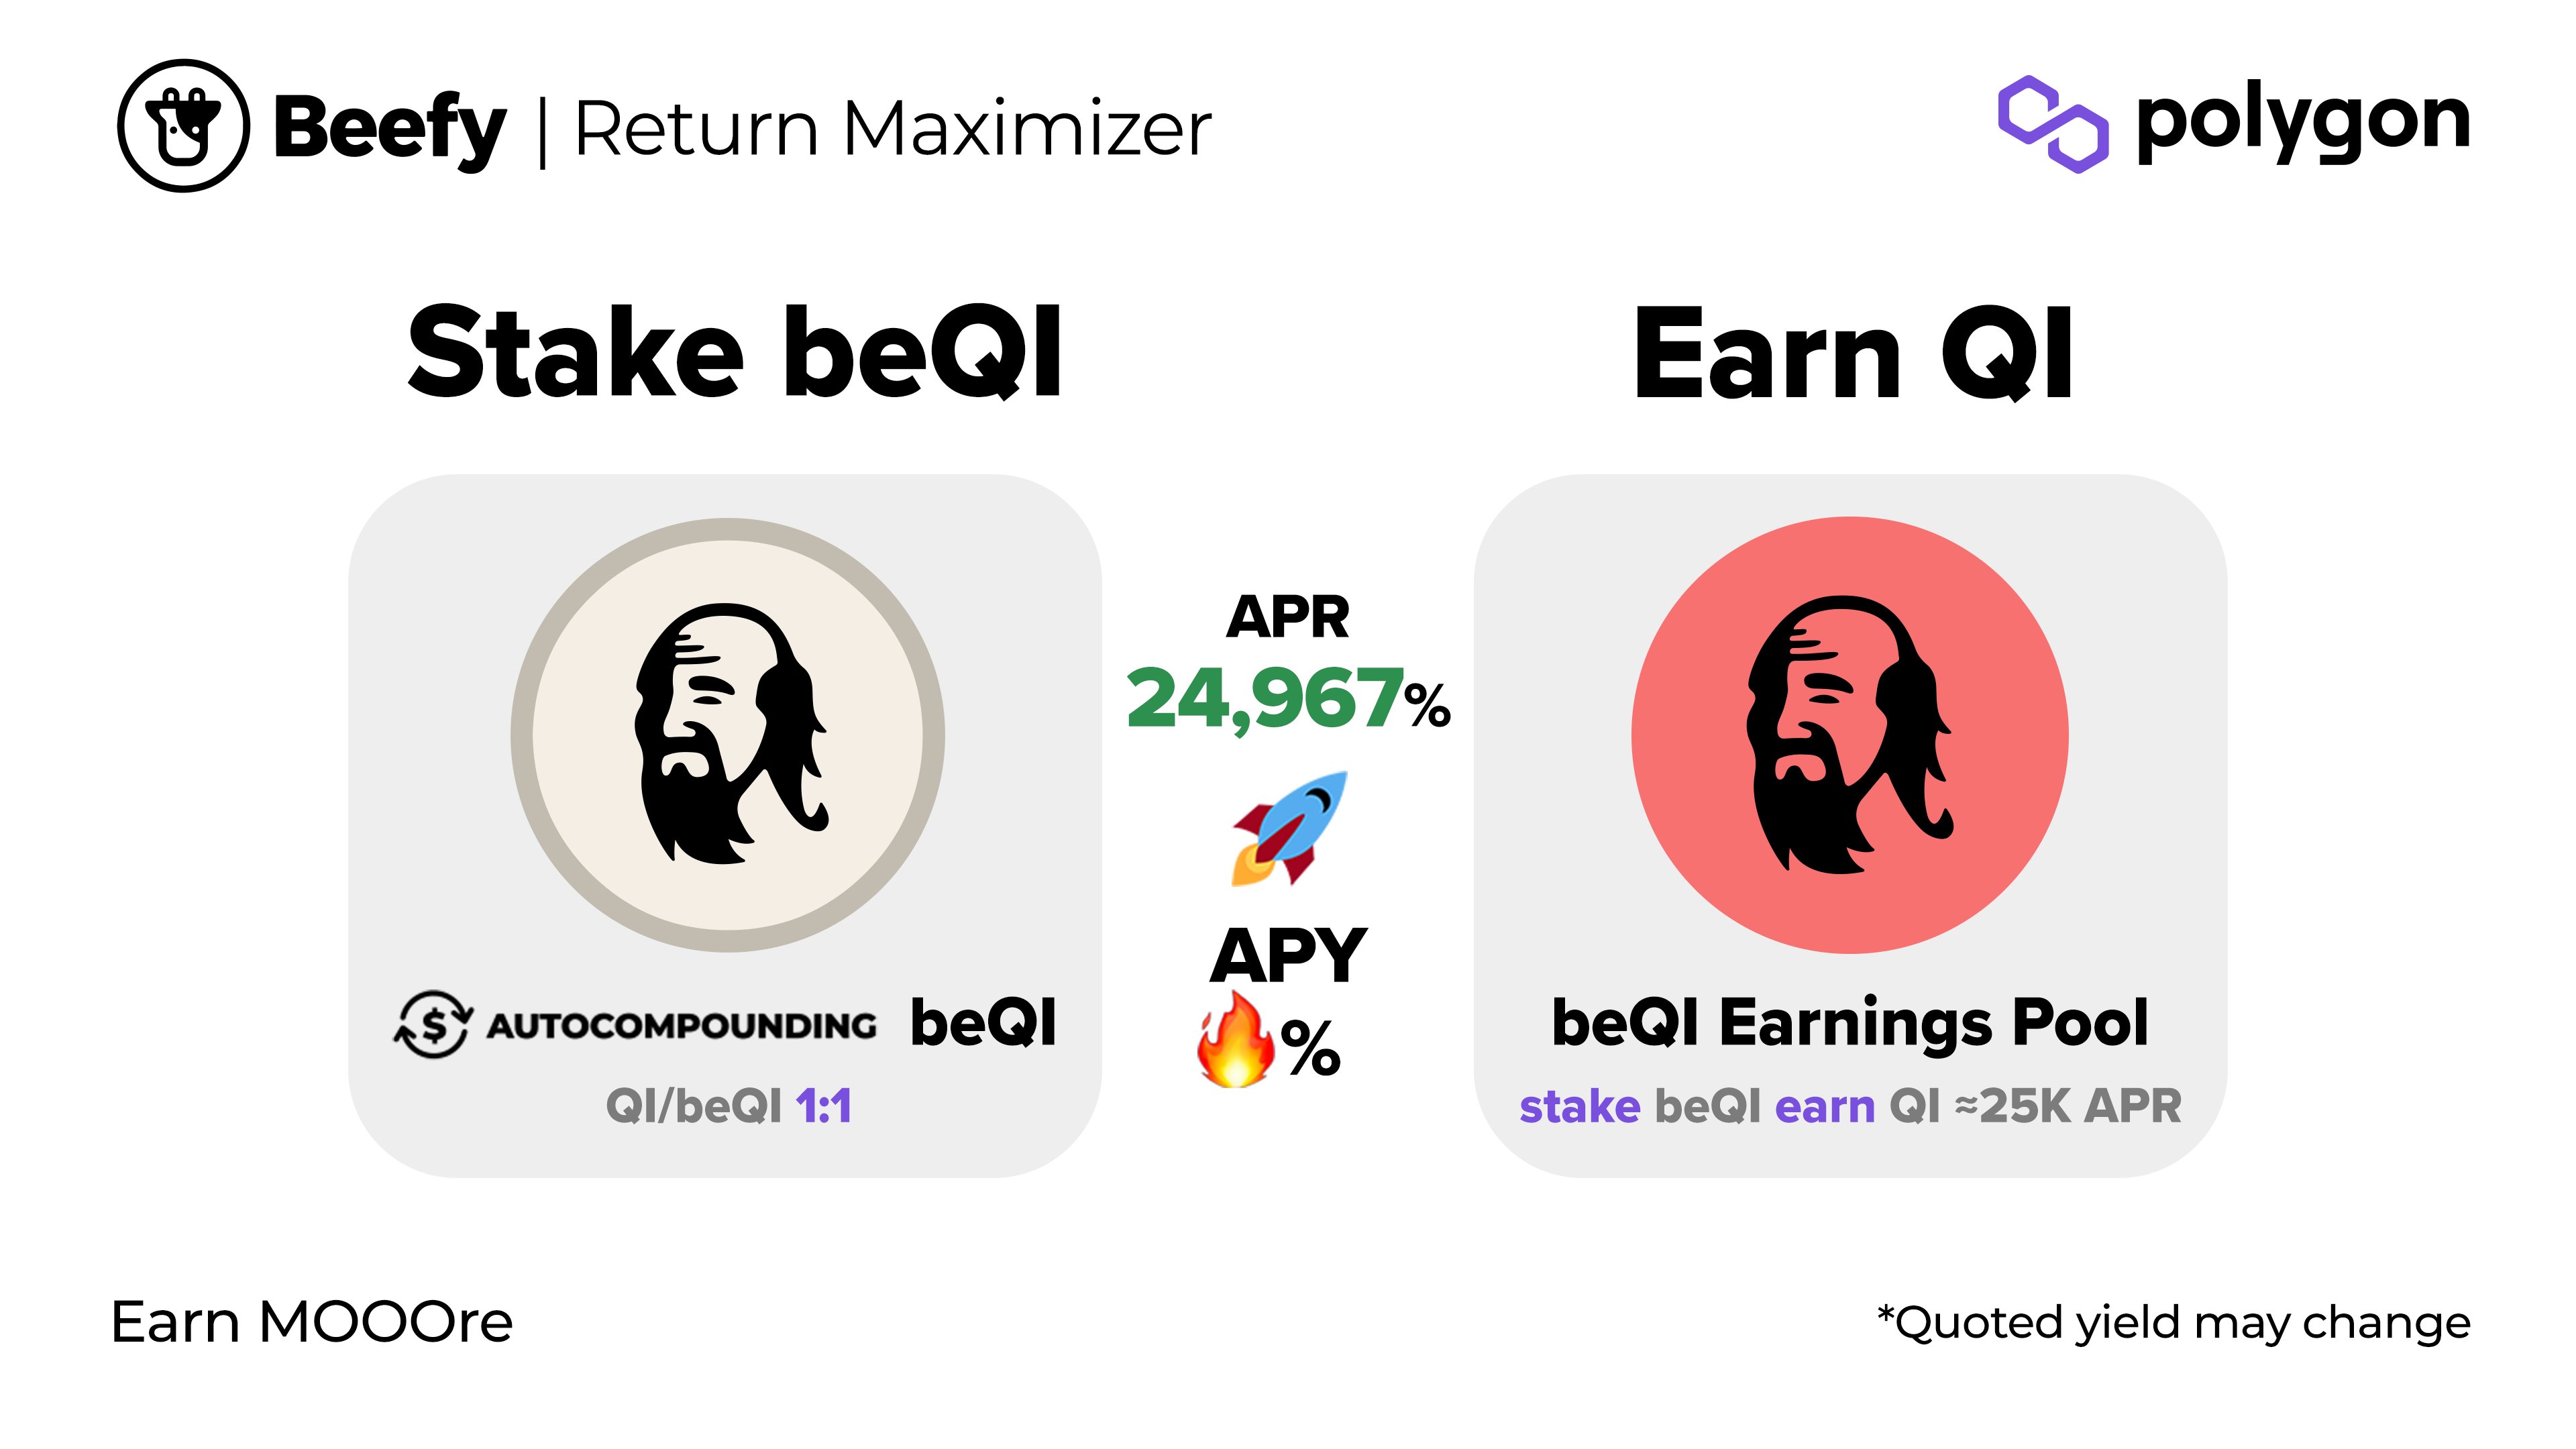 Beefy | Return Maximizer
polygon
Stake beQI
Earn QI
APR
24,967%
APY
🔥%
$ AUTOCOMPOUNDING beQI
QI/beQI 1:1
beQI Earnings Pool
stake beQI earn QI ≈25K APR
Earn MOOOre
*Quoted yield may change